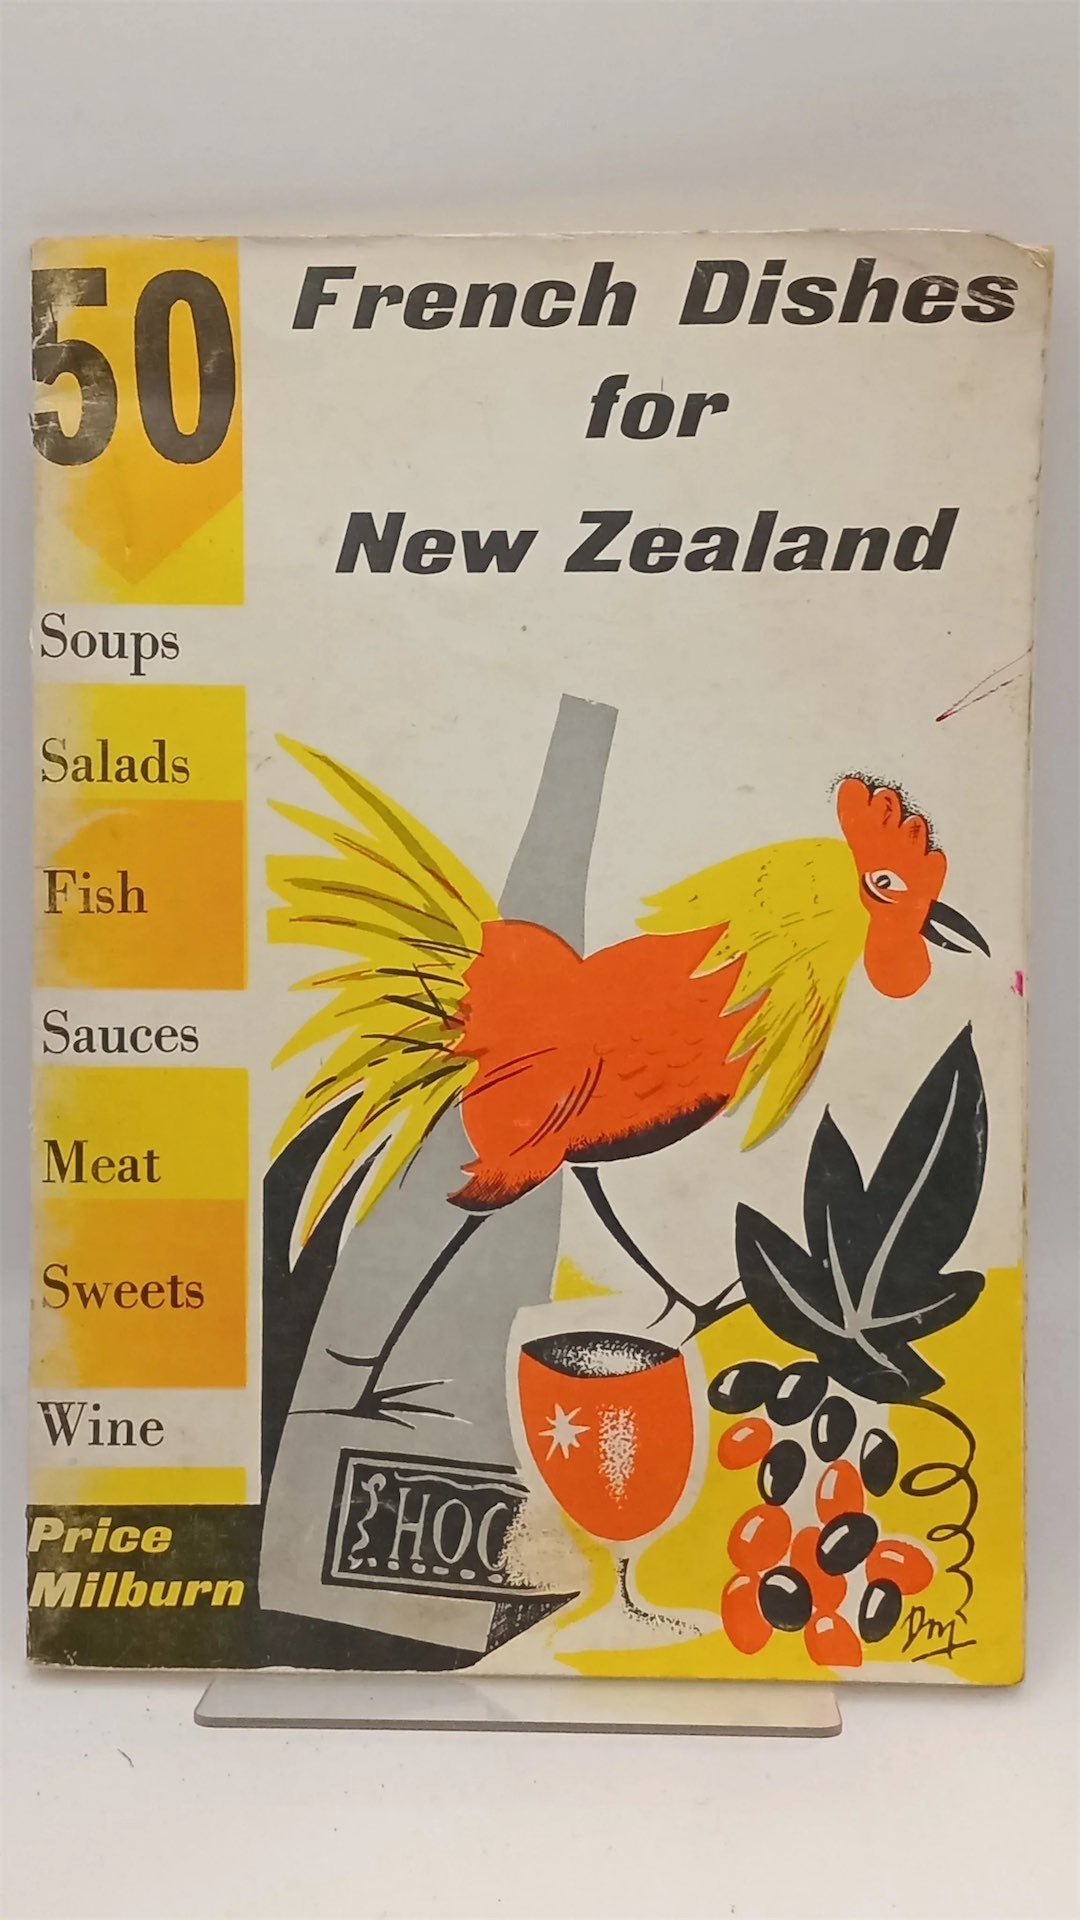 50
French Dishes
for
New Zealand
Soups
Salads
Fish
Sauces
Meat
Sweets
Wine
Price
Milburn
HOC